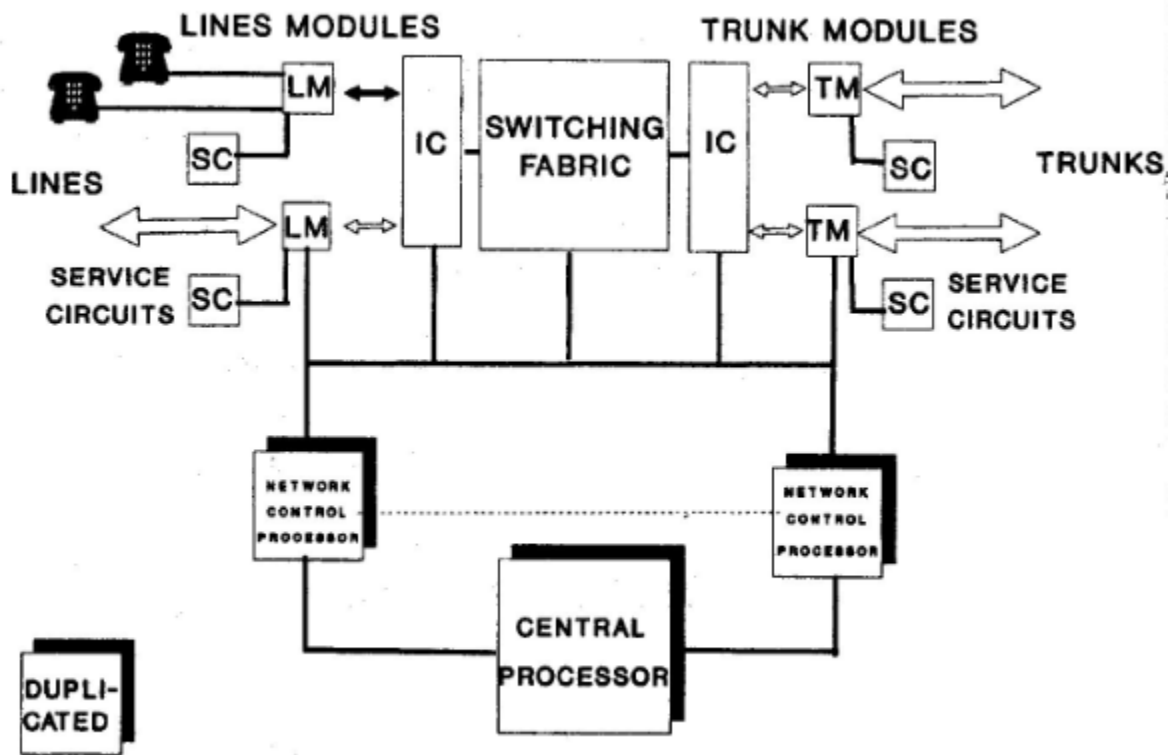 LINES MODULES
TRUNK MODULES
LM
IC
SWITCHING
FABRIC
IC
TM
SC
SC
LINES
TRUNKS
LM
TM
SERVICE
CIRCUITS
SC
SC
SERVICE
CIRCUITS
NETWORK
CONTROL
PROCESSOR
NETWORK
CONTROL
PROCESSOR
CENTRAL
PROCESSOR
DUPLI-
CATED